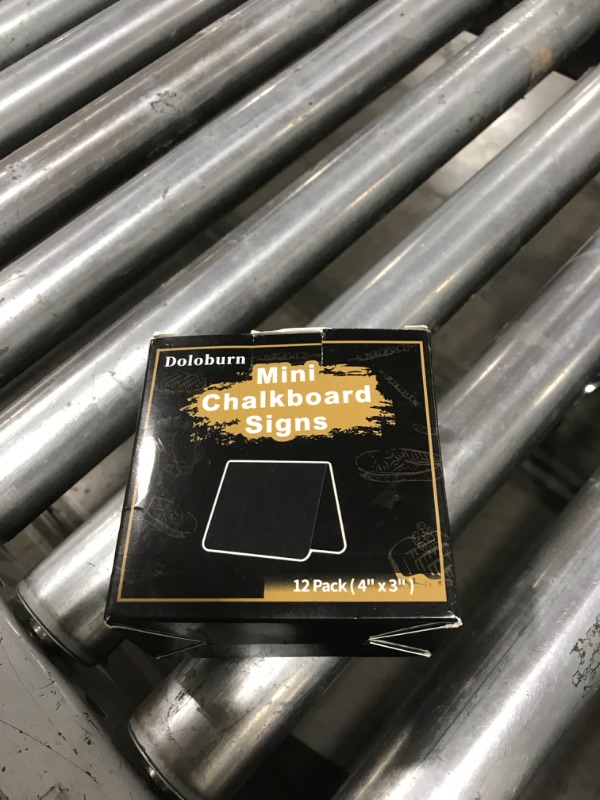 Doloburn
Mini
Chalkboard
Signs
12 Pack ( 4" x 3" )